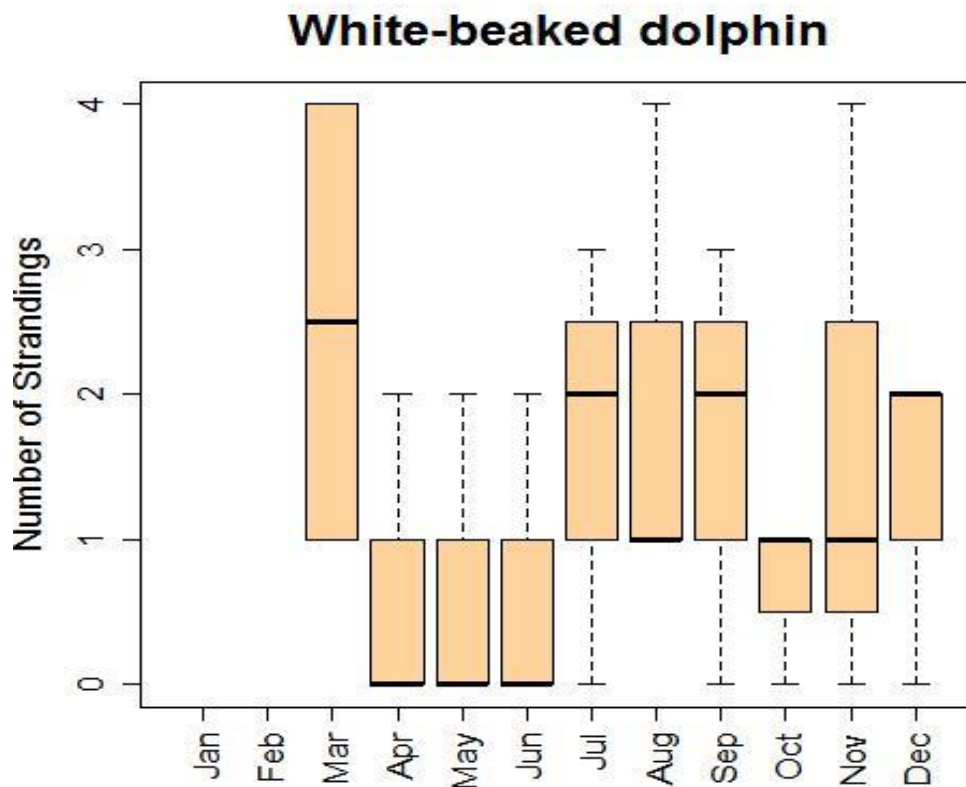 White-beaked dolphin
Number of Strandings
4
3
2
1
0
Jan
Feb
Mar
Apr
May
Jun
Jul
Aug
Sep
Oct
Nov
Dec